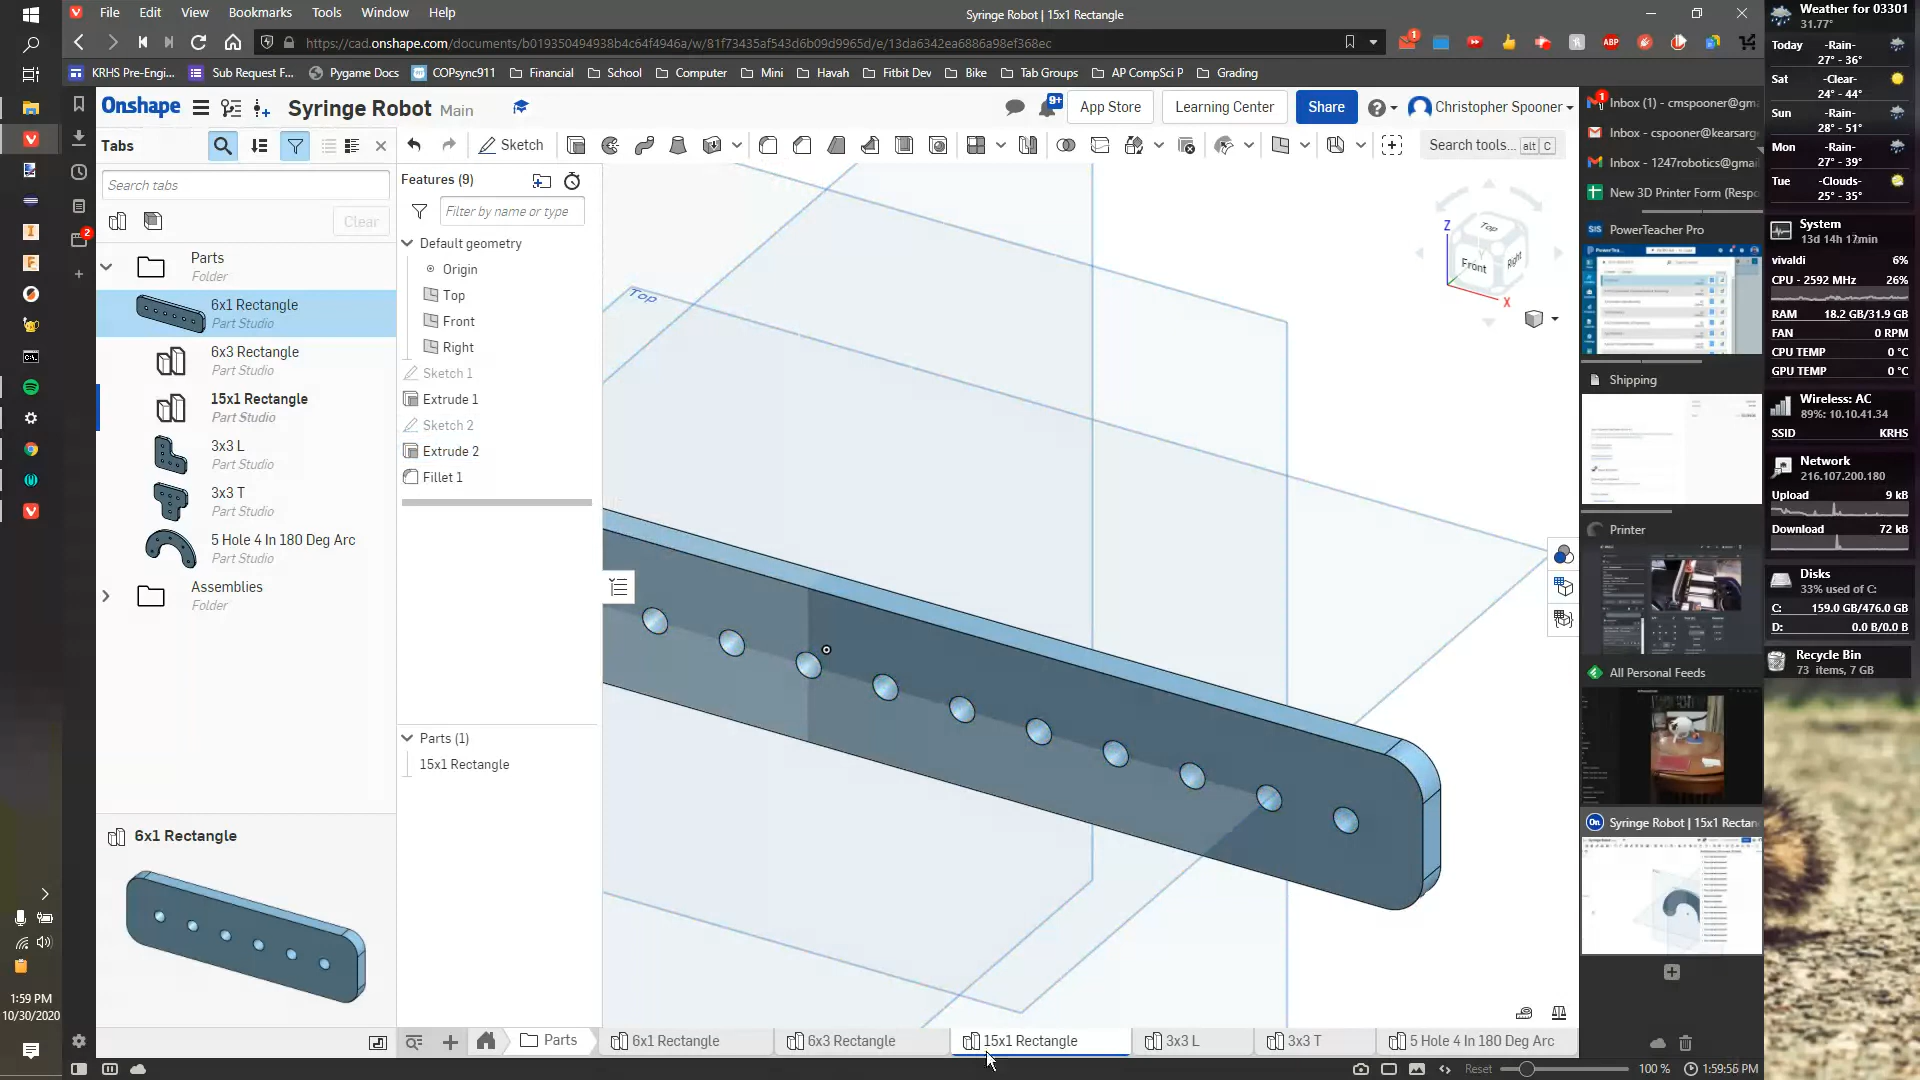 File Edit View Bookmarks Tools Window Help
Syringe Robot | 15x1 Rectangle
https://cad.onshape.com/documents/b019350494938b4c64f4946a/w/81f73435af543d6b09d9965d/e/13da6342ea6886a98ef368ec
KRHS Pre-Engi... Sub Request F... Pygame Docs COPsync911 Financial School Computer Mini Havah Fitbit Dev Bike Tab Groups AP CompSci P Grading
Onshape Syringe Robot Main
9+ App Store Learning Center Share Christopher Spooner
Tabs
Sketch
Search tools... alt C
Search tabs
Clear
Parts
Folder
6x1 Rectangle
Part Studio
6x3 Rectangle
Part Studio
15x1 Rectangle
Part Studio
3x3 L
Part Studio
3x3 T
Part Studio
5 Hole 4 In 180 Deg Arc
Part Studio
Assemblies
Folder
6x1 Rectangle
Features (9)
Filter by name or type
Default geometry
Origin
Top
Front
Right
Sketch 1
Extrude 1
Sketch 2
Extrude 2
Fillet 1
Parts (1)
15x1 Rectangle
Top
Z
Top
Front
Right
X
Parts 6x1 Rectangle 6x3 Rectangle 15x1 Rectangle 3x3 L 3x3 T 5 Hole 4 In 180 Deg Arc
Reset 100 % 1:59:56 PM
1:59 PM
10/30/2020
Inbox (1) - cmspooner@gm
Inbox - cspooner@kearsarg
Inbox - 1247robotics@gmai
New 3D Printer Form (Respo
PowerTeacher Pro
Shipping
Printer
All Personal Feeds
Syringe Robot | 15x1 Rectan
Weather for 03301
31.77°
Today -Rain-
27° - 36°
Sat -Clear-
24° - 44°
Sun -Rain-
28° - 51°
Mon -Rain-
27° - 39°
Tue -Clouds-
25° - 35°
System
13d 14h 17min
vivaldi 6%
CPU - 2592 MHz 26%
RAM 18.2 GB/31.9 GB
FAN 0 RPM
CPU TEMP 0 °C
GPU TEMP 0 °C
Wireless: AC
89%: 10.10.41.34
SSID KRHS
Network
216.107.200.180
Upload 9 kB
Download 72 kB
Disks
33% used of C:
C: 159.0 GB/476.0 GB
D: 0.0 B/0.0 B
Recycle Bin
73 items, 7 GB